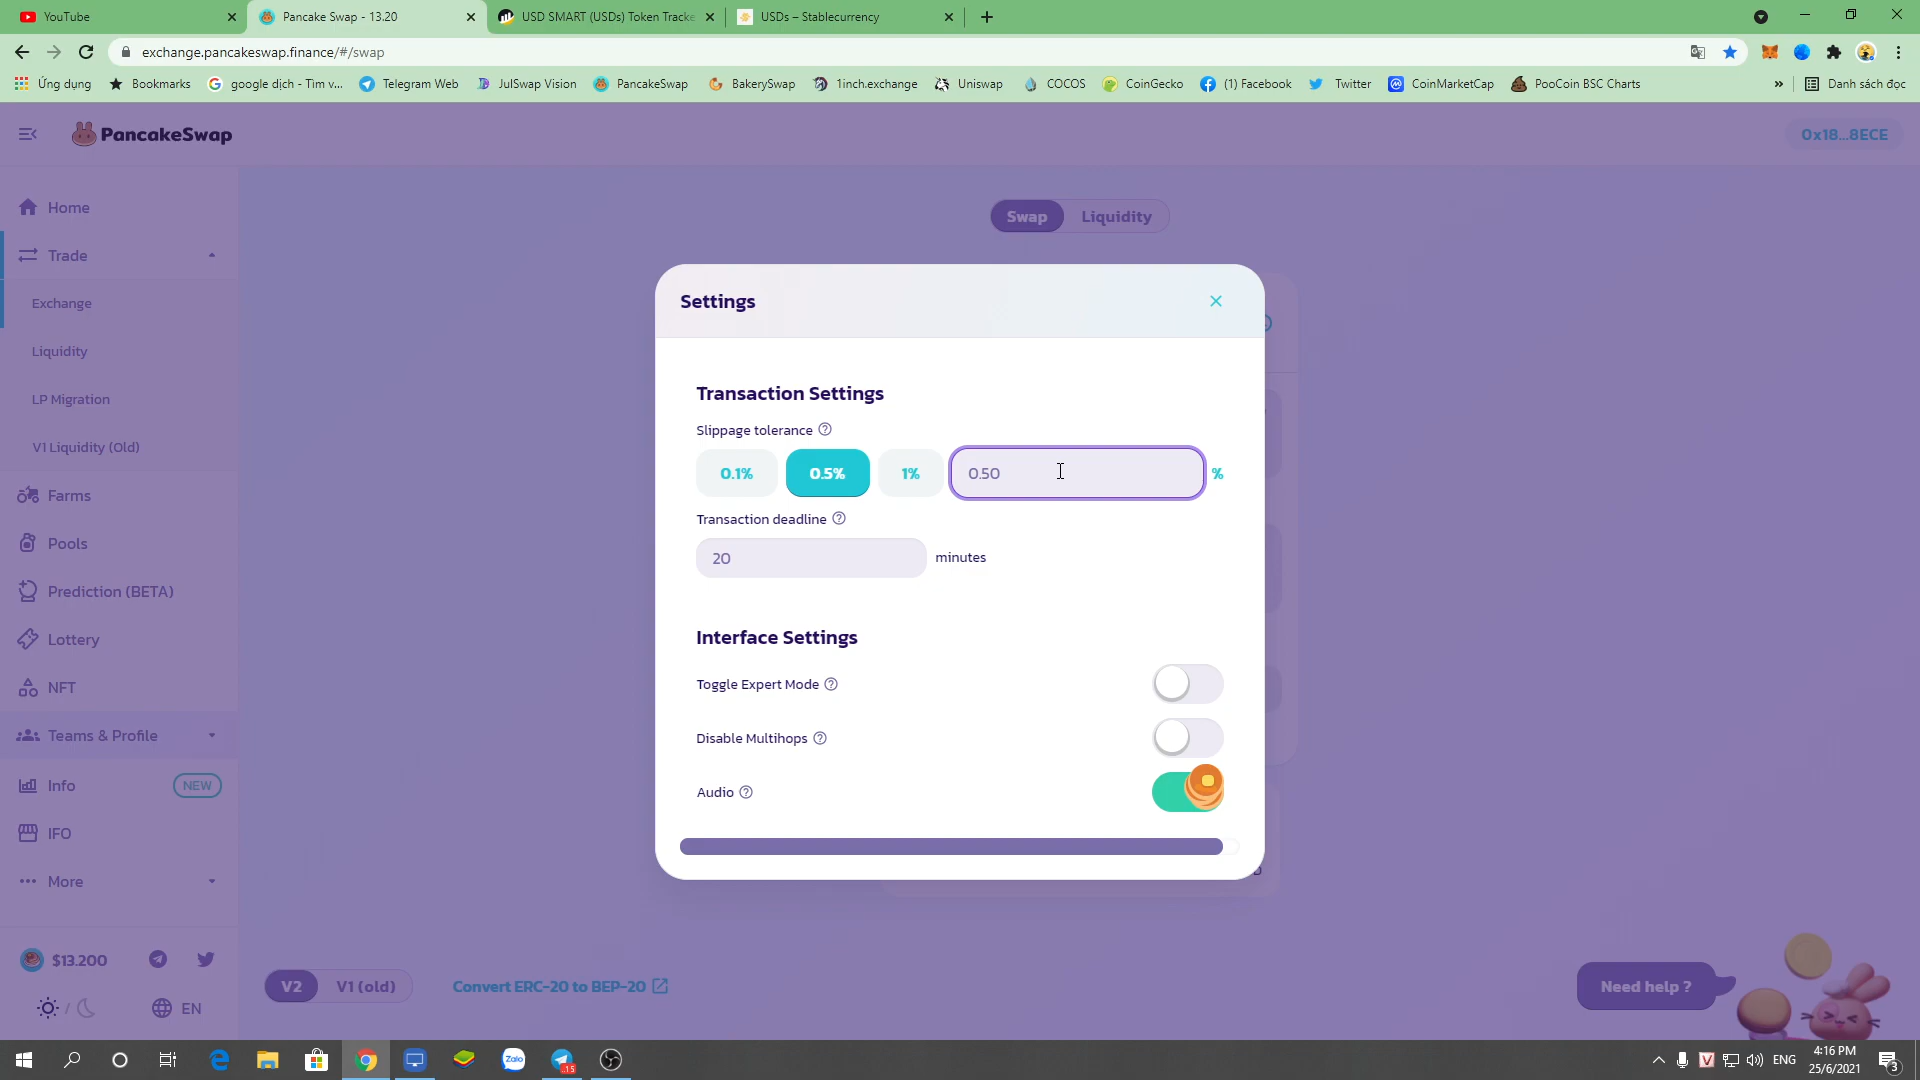 YouTube
Pancake Swap - 13.20
USD SMART (USDs) Token Tracke
USDs – Stablecurrency
exchange.pancakeswap.finance/#/swap
Ứng dụng
Bookmarks
google dịch - Tìm v...
Telegram Web
JulSwap Vision
PancakeSwap
BakerySwap
1inch.exchange
Uniswap
COCOS
CoinGecko
(1) Facebook
Twitter
CoinMarketCap
PooCoin BSC Charts
»
Danh sách đọc
PancakeSwap
0x18...8ECE
Home
Trade
Exchange
Liquidity
LP Migration
V1 Liquidity (Old)
Farms
Pools
Prediction (BETA)
Lottery
NFT
Teams & Profile
Info
NEW
IFO
More
$13.200
EN
Swap
Liquidity
Settings
Transaction Settings
Slippage tolerance
0.1%
0.5%
1%
0.50
%
Transaction deadline
20
minutes
Interface Settings
Toggle Expert Mode
Disable Multihops
Audio
V2
V1 (old)
Convert ERC-20 to BEP-20
Need help ?
Zalo
..15
ENG
4:16 PM
25/6/2021
3